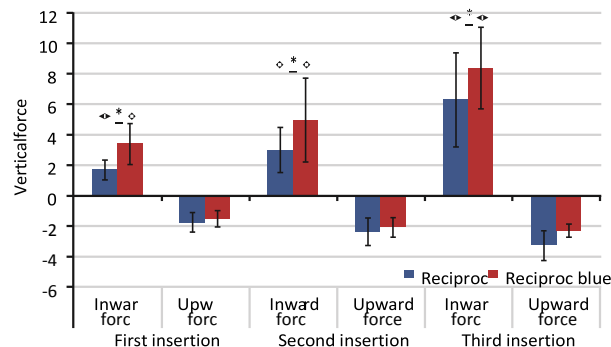 12
10
8
6
4
2
0
-2
-4
-6
Verticalforce
*
*
*
Reciproc Reciproc blue
Inwar Upw Inward Upward Inwar Upward
forc forc forc force forc force
First insertion Second insertion Third insertion